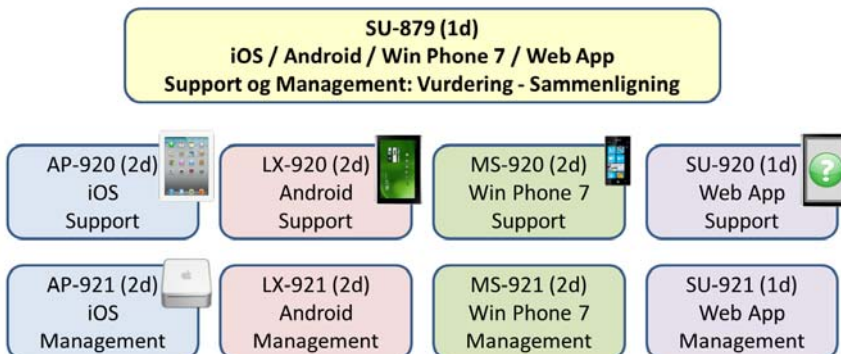 SU-879 (1d)
iOS / Android / Win Phone 7 / Web App
Support og Management: Vurdering - Sammenligning
AP-920 (2d)
iOS
Support
LX-920 (2d)
Android
Support
MS-920 (2d)
Win Phone 7
Support
SU-920 (1d)
Web App
Support
?
AP-921 (2d)
iOS
Management
LX-921 (2d)
Android
Management
MS-921 (2d)
Win Phone 7
Management
SU-921 (1d)
Web App
Management